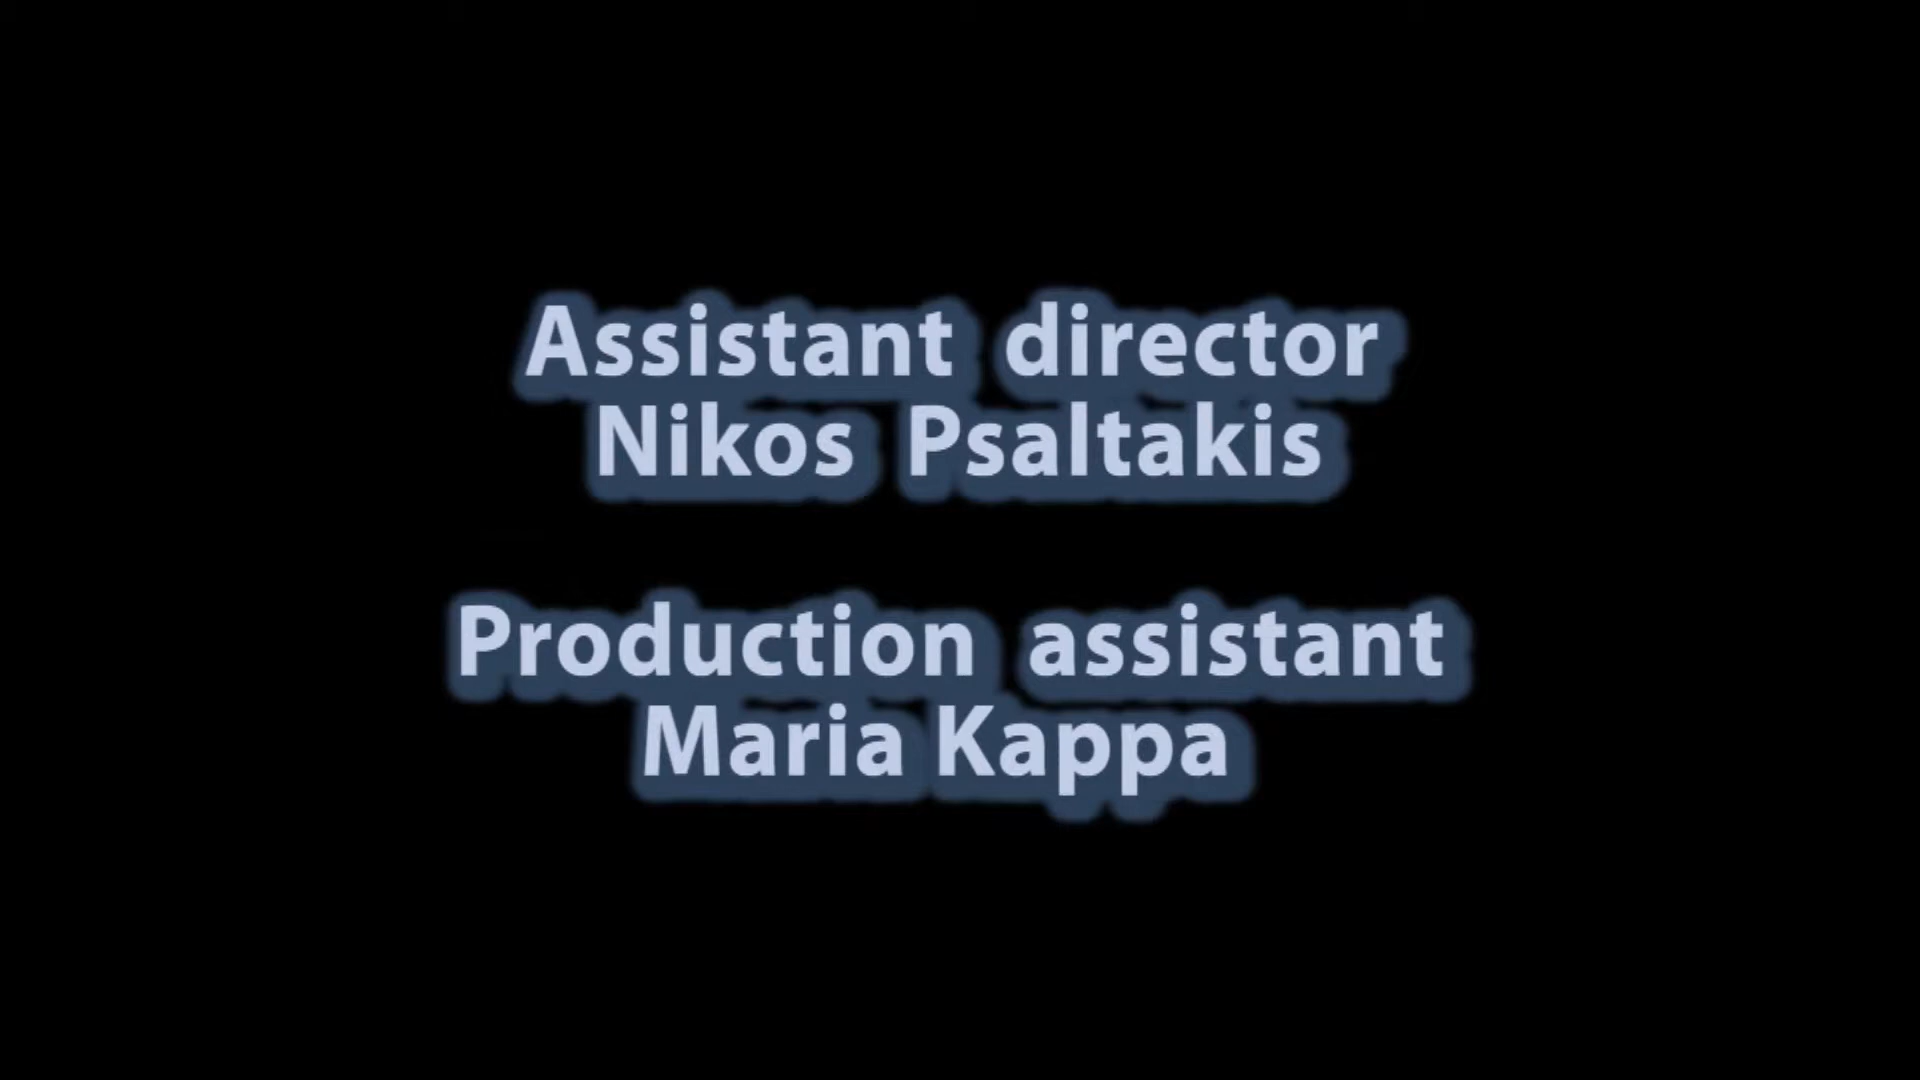 Assistant director
Nikos Psaltakis
Production assistant
Maria Kappa